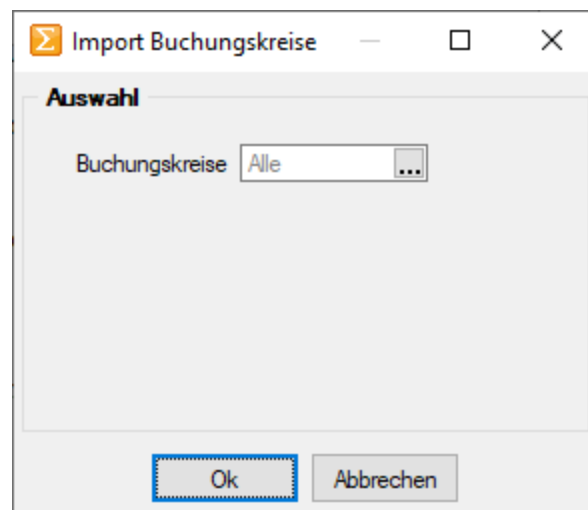 Import Buchungskreise
Auswahl
Buchungskreise Alle ...
Ok Abbrechen